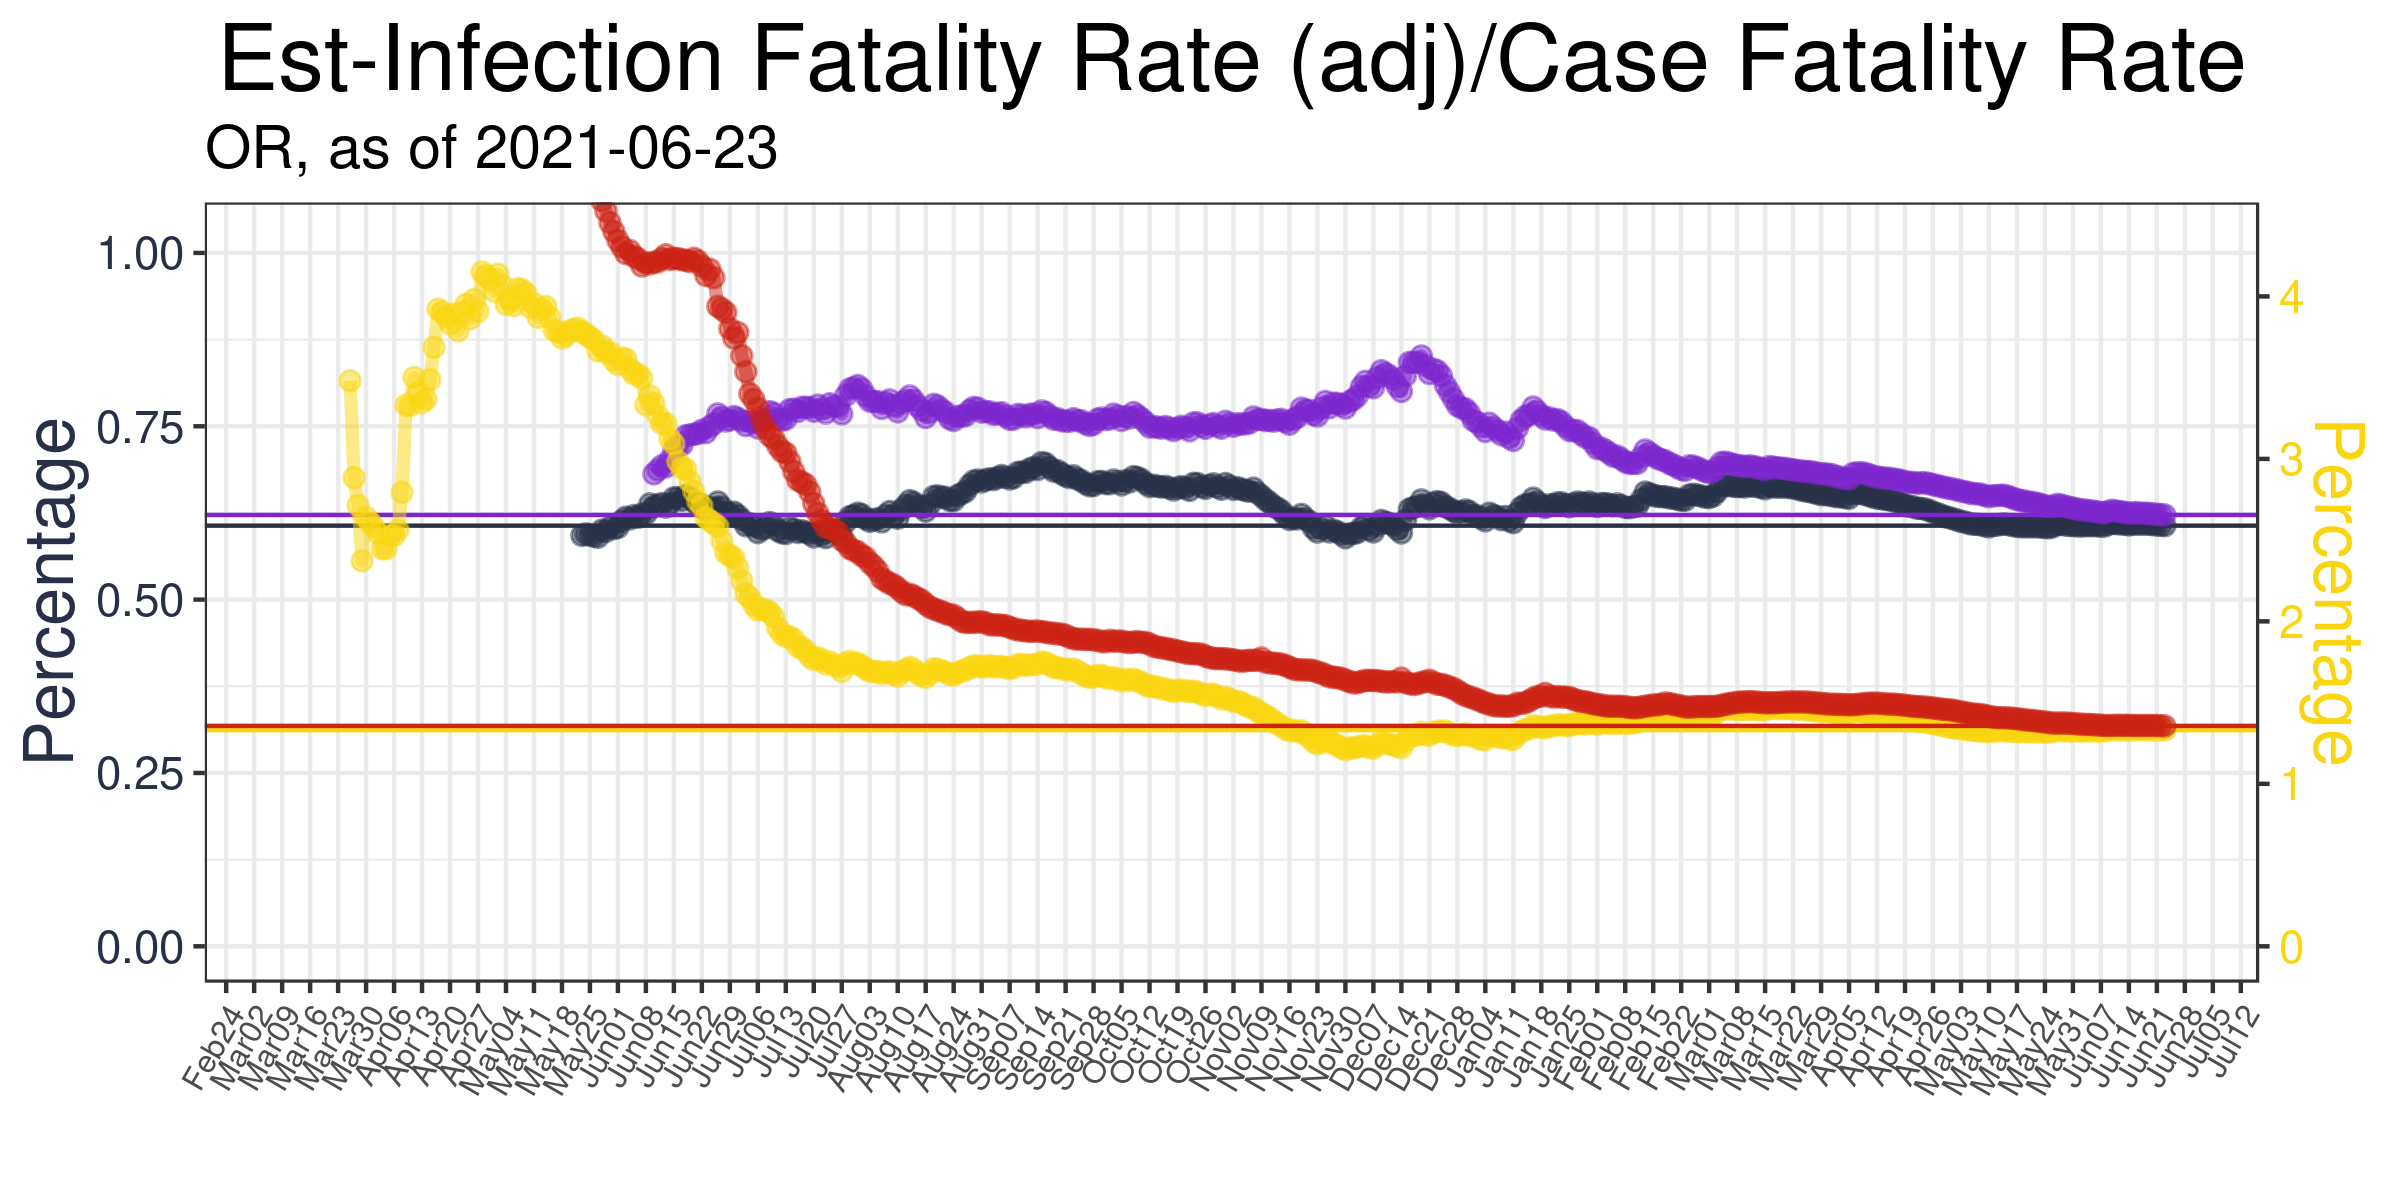 Est-Infection Fatality Rate (adj)/Case Fatality Rate
OR, as of 2021-06-23
Percentage
1.00
0.75
0.50
0.25
0.00
4
3
2
1
0
Percentage
Feb24
Mar02
Mar09
Mar16
Mar23
Mar30
Apr06
Apr13
Apr20
Apr27
May04
May11
May18
May25
Jun01
Jun08
Jun15
Jun22
Jun29
Jul06
Jul13
Jul20
Jul27
Aug03
Aug10
Aug17
Aug24
Aug31
Sep07
Sep14
Sep21
Sep28
Oct05
Oct12
Oct19
Oct26
Nov02
Nov09
Nov16
Nov23
Nov30
Dec07
Dec14
Dec21
Dec28
Jan04
Jan11
Jan18
Jan25
Feb01
Feb08
Feb15
Feb22
Mar01
Mar08
Mar15
Mar22
Mar29
Apr05
Apr12
Apr19
Apr26
May03
May10
May17
May24
May31
Jun07
Jun14
Jun21
Jun28
Jul05
Jul12